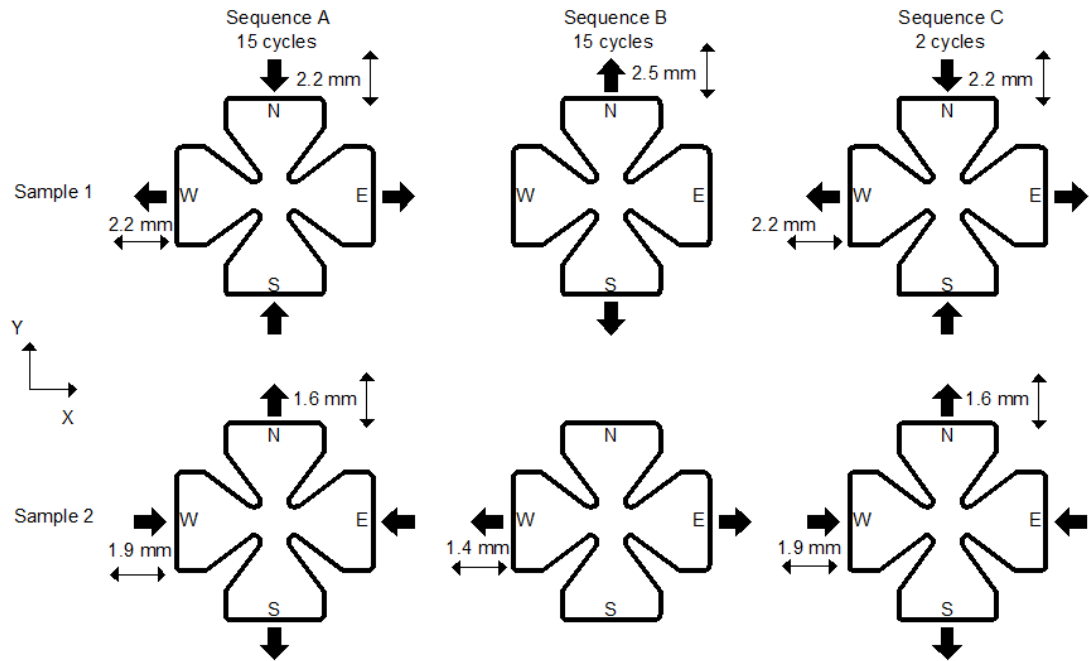 Sequence A
15 cycles
Sequence B
15 cycles
Sequence C
2 cycles
2.2 mm
2.5 mm
2.2 mm
N
N
N
Sample 1
W
E
W
E
W
E
2.2 mm
2.2 mm
S
S
S
Y
X
1.6 mm
1.6 mm
N
N
N
Sample 2
W
E
W
E
W
E
1.9 mm
1.4 mm
1.9 mm
S
S
S